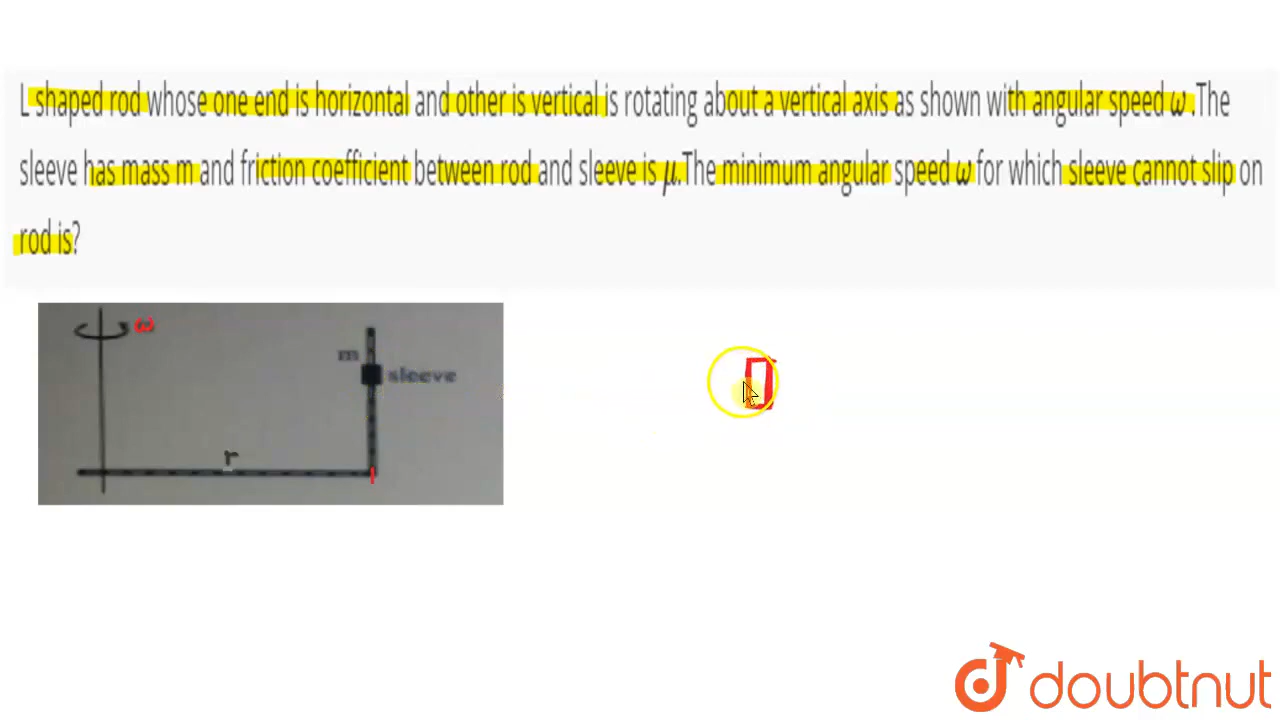 L shaped rod whose one end is horizontal and other is vertical is rotating about a vertical axis as shown with angular speed ω .The
sleeve has mass m and friction coefficient between rod and sleeve is μ.The minimum angular speed ω for which sleeve cannot slip on
rod is?
ω
m
sleeve
r
doubtnut